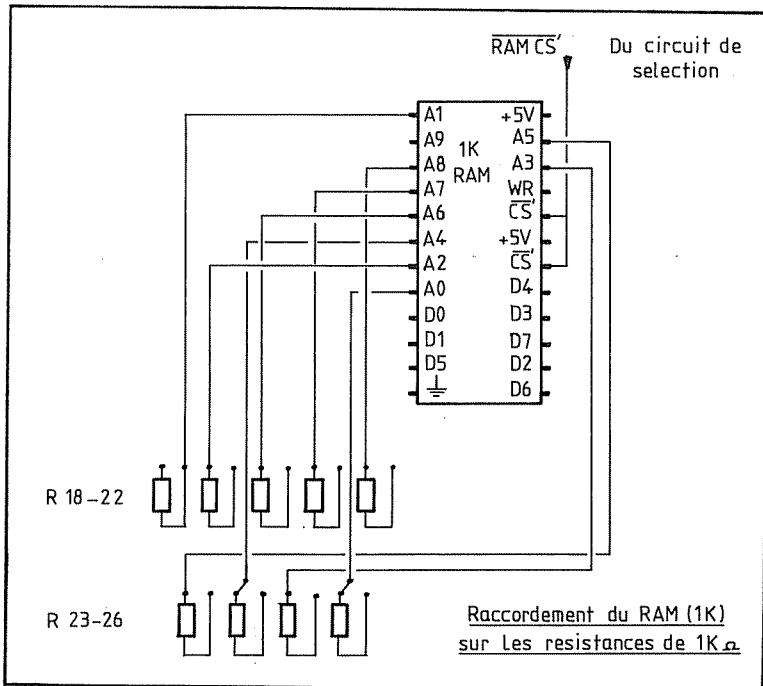 RAM CS'
Du circuit de
selection
A1 +5V
A9 A5
A8 1K A3
A7 RAM WR
A6 CS'
A4 +5V
A2 CS'
A0 D4
D0 D3
D1 D7
D5 D2
D6
R 18-22
R 23-26
Raccordement du RAM (1K)
sur les resistances de 1K Ω